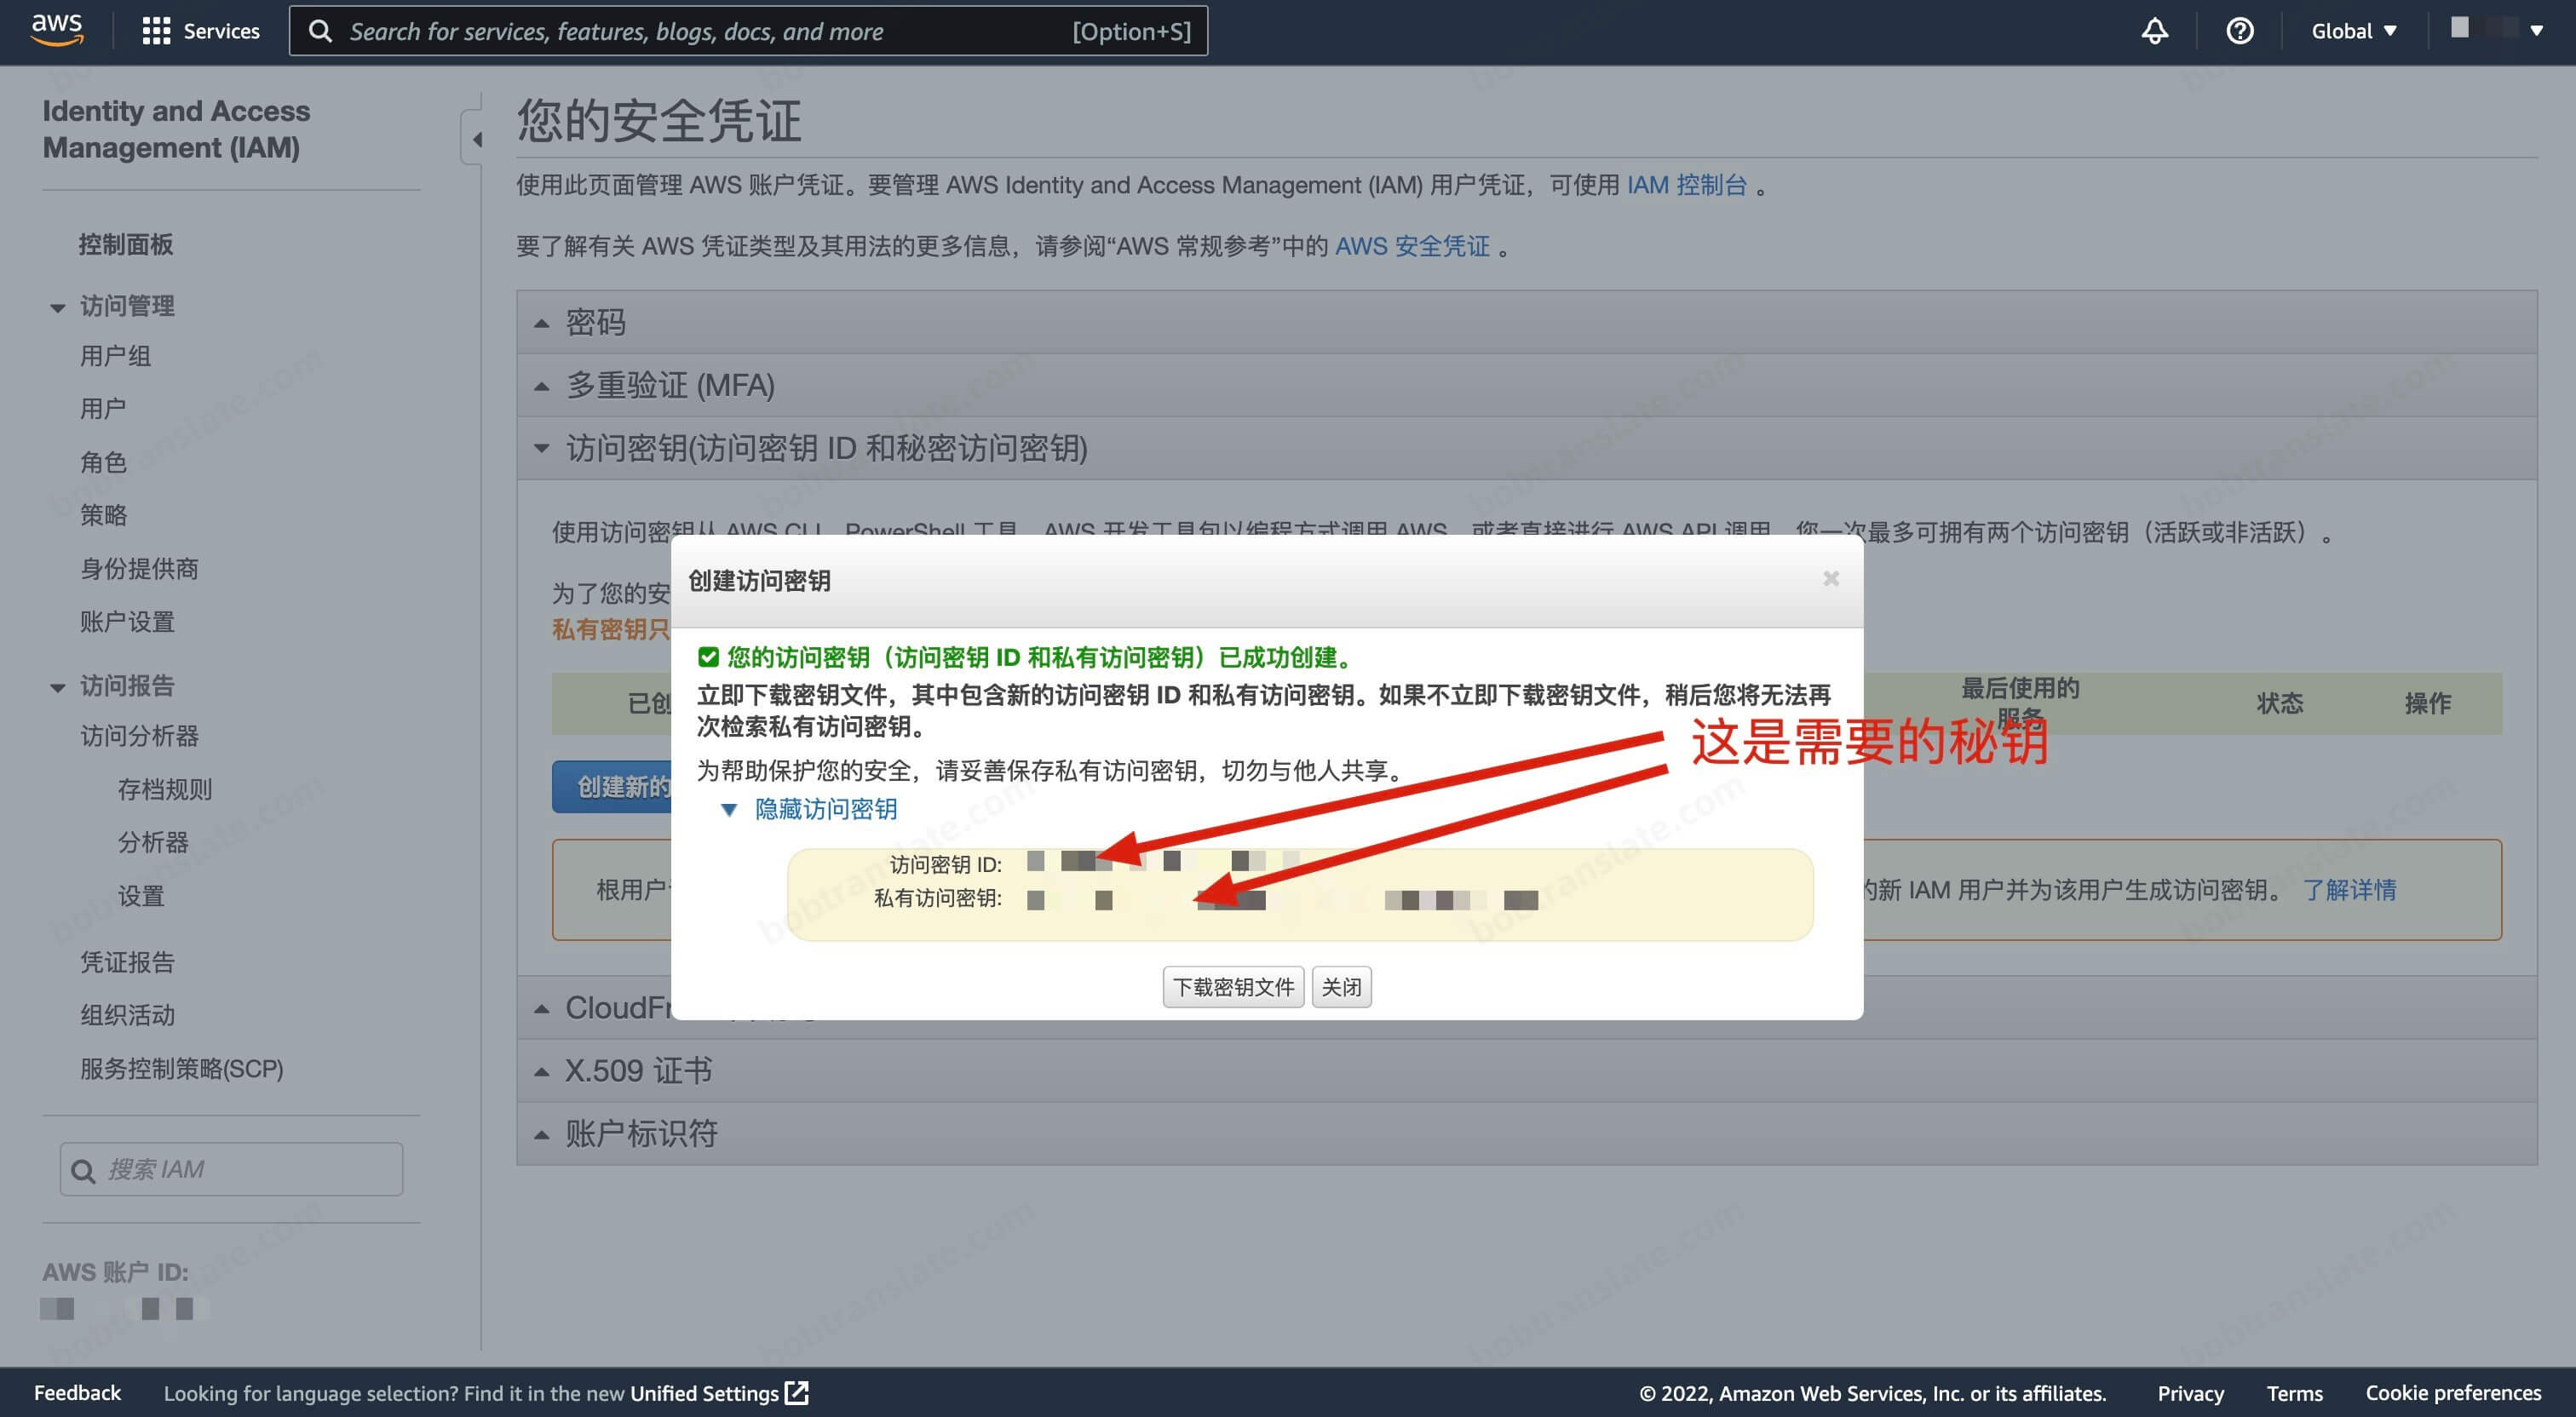 aws
Services
Search for services, features, blogs, docs, and more
[Option+S]
Global
Identity and Access
Management (IAM)
控制面板
访问管理
用户组
用户
角色
策略
身份提供商
账户设置
访问报告
访问分析器
存档规则
分析器
设置
凭证报告
组织活动
服务控制策略(SCP)
搜索 IAM
AWS 账户 ID:
您的安全凭证
使用此页面管理 AWS 账户凭证。要管理 AWS Identity and Access Management (IAM) 用户凭证，可使用 IAM 控制台 。
要了解有关 AWS 凭证类型及其用法的更多信息，请参阅“AWS 常规参考”中的 AWS 安全凭证 。
密码
多重验证 (MFA)
访问密钥(访问密钥 ID 和秘密访问密钥)
使用访问密钥从 AWS CLI、PowerShell 工具、AWS 开发工具包以编程方式调用 AWS，或者直接进行 AWS API 调用。您一次最多可拥有两个访问密钥（活跃或非活跃）。
为了您的安
私有密钥只
已创
最后使用的
服务
状态
操作
创建新的
根用户
的新 IAM 用户并为该用户生成访问密钥。 了解详情
创建访问密钥
您的访问密钥（访问密钥 ID 和私有访问密钥）已成功创建。
立即下载密钥文件，其中包含新的访问密钥 ID 和私有访问密钥。如果不立即下载密钥文件，稍后您将无法再
次检索私有访问密钥。
为帮助保护您的安全，请妥善保存私有访问密钥，切勿与他人共享。
隐藏访问密钥
访问密钥 ID:
私有访问密钥:
下载密钥文件
关闭
这是需要的秘钥
CloudFr
X.509 证书
账户标识符
Feedback
Looking for language selection? Find it in the new Unified Settings
© 2022, Amazon Web Services, Inc. or its affiliates.
Privacy
Terms
Cookie preferences
bobtranslate.com